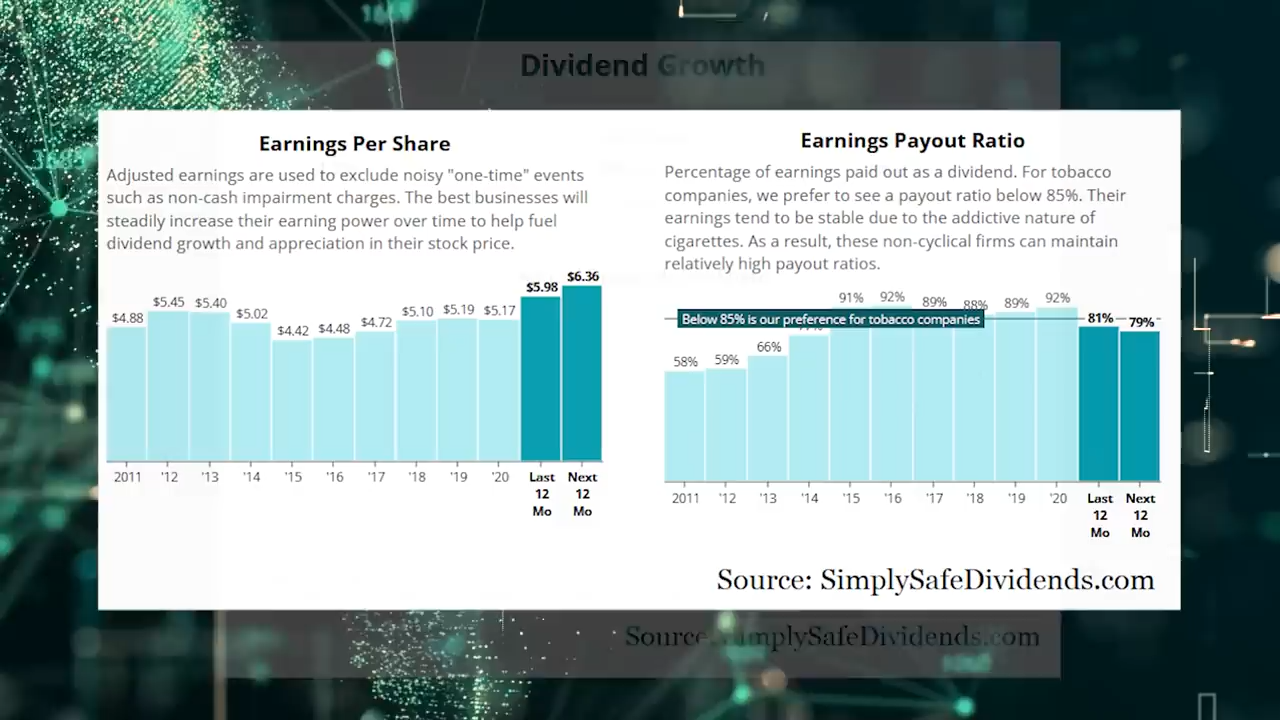 Dividend Growth
Earnings Per Share
Adjusted earnings are used to exclude noisy "one-time" events
such as non-cash impairment charges. The best businesses will
steadily increase their earning power over time to help fuel
dividend growth and appreciation in their stock price.
$4.88 $5.45 $5.40 $5.02 $4.42 $4.48 $4.72 $5.10 $5.19 $5.17 $5.98 $6.36
2011 '12 '13 '14 '15 '16 '17 '18 '19 '20 Last Next
12 12
Mo Mo
Earnings Payout Ratio
Percentage of earnings paid out as a dividend. For tobacco
companies, we prefer to see a payout ratio below 85%. Their
earnings tend to be stable due to the addictive nature of
cigarettes. As a result, these non-cyclical firms can maintain
relatively high payout ratios.
58% 59% 66% 91% 92% 89% 88% 89% 92% 81% 79%
Below 85% is our preference for tobacco companies
2011 '12 '13 '14 '15 '16 '17 '18 '19 '20 Last Next
12 12
Mo Mo
Source: SimplySafeDividends.com
Source: SimplySafeDividends.com